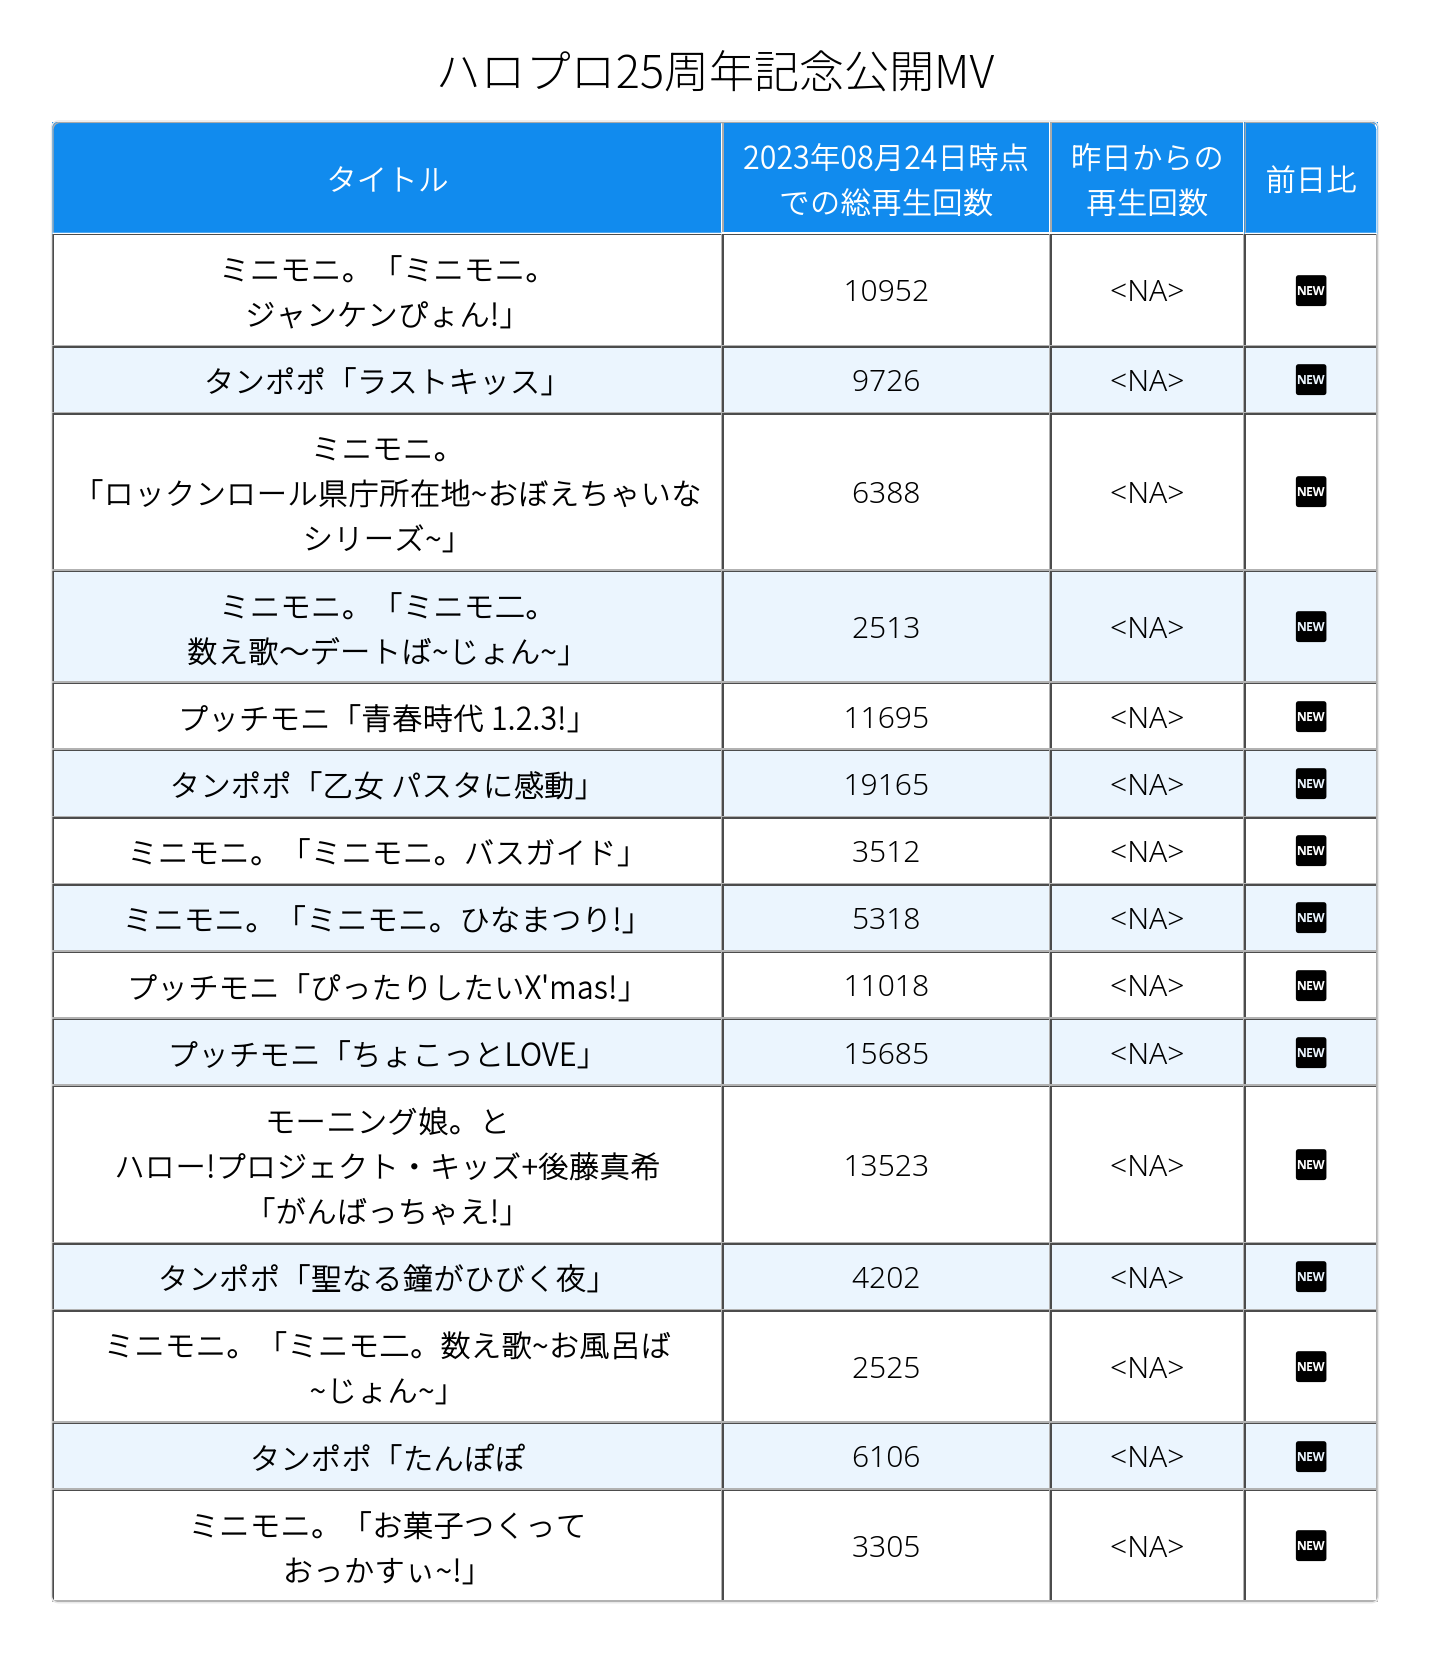 ハロプロ25周年記念公開MV
タイトル
2023年08月24日時点
での総再生回数
昨日からの
再生回数
前日比
ミニモニ。「ミニモニ。
ジャンケンぴょん!」
10952
<NA>
NEW
タンポポ「ラストキッス」
9726
<NA>
NEW
ミニモニ。
「ロックンロール県庁所在地~おぼえちゃいな
シリーズ~」
6388
<NA>
NEW
ミニモニ。「ミニモ二。
数え歌〜デートば~じょん~」
2513
<NA>
NEW
プッチモニ「青春時代 1.2.3!」
11695
<NA>
NEW
タンポポ「乙女 パスタに感動」
19165
<NA>
NEW
ミニモニ。「ミニモニ。バスガイド」
3512
<NA>
NEW
ミニモニ。「ミニモニ。ひなまつり!」
5318
<NA>
NEW
プッチモニ「ぴったりしたいX'mas!」
11018
<NA>
NEW
プッチモニ「ちょこっとLOVE」
15685
<NA>
NEW
モーニング娘。と
ハロー!プロジェクト・キッズ+後藤真希
「がんばっちゃえ!」
13523
<NA>
NEW
タンポポ「聖なる鐘がひびく夜」
4202
<NA>
NEW
ミニモニ。「ミニモ二。数え歌~お風呂ば
~じょん~」
2525
<NA>
NEW
タンポポ「たんぽぽ
6106
<NA>
NEW
ミニモニ。「お菓子つくって
おっかすぃ~!」
3305
<NA>
NEW